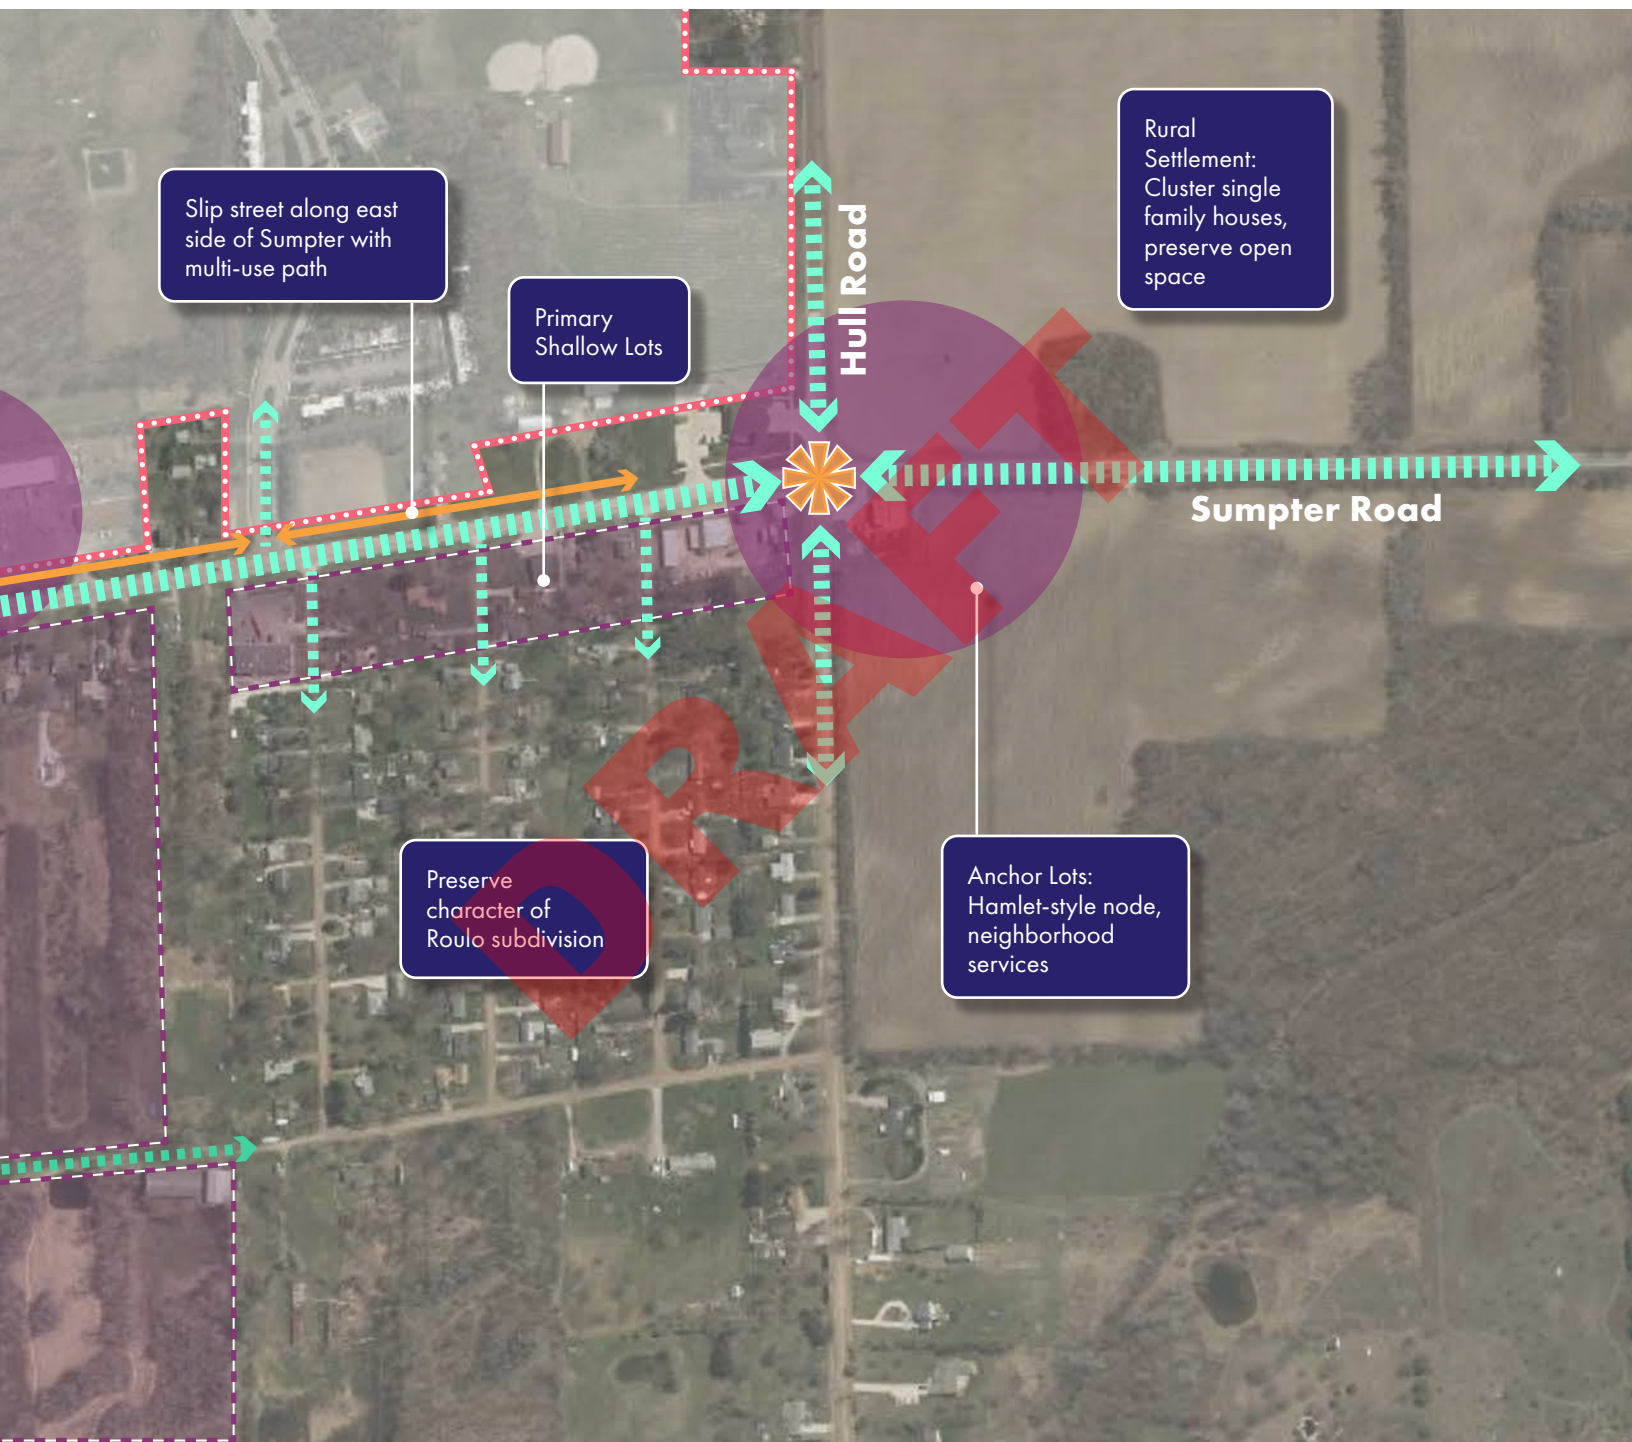 Rural
Settlement:
Cluster single
family houses,
preserve open
space
Slip street along east
side of Sumpter with
multi-use path
Hull Road
Primary
Shallow Lots
Sumpter Road
DRAFT
Preserve
character of
Roulo subdivision
Anchor Lots:
Hamlet-style node,
neighborhood
services